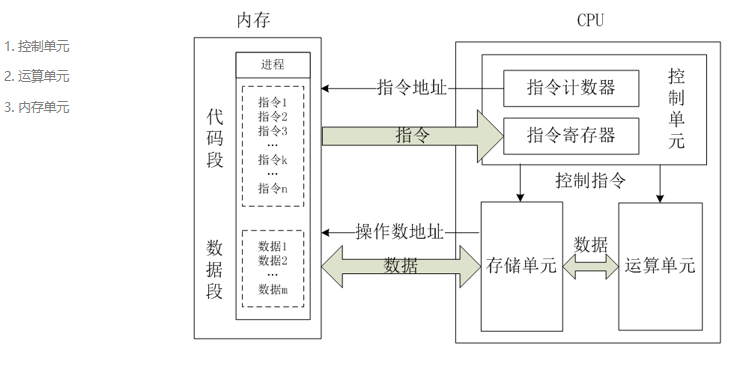 1. 控制单元
2. 运算单元
3. 内存单元
内存
CPU
进程
代码段
指令1
指令2
指令3
...
指令k
...
指令n
数据段
数据1
数据2
...
数据m
指令地址
指令
操作数地址
数据
指令计数器
指令寄存器
控制单元
控制指令
存储单元
数据
运算单元